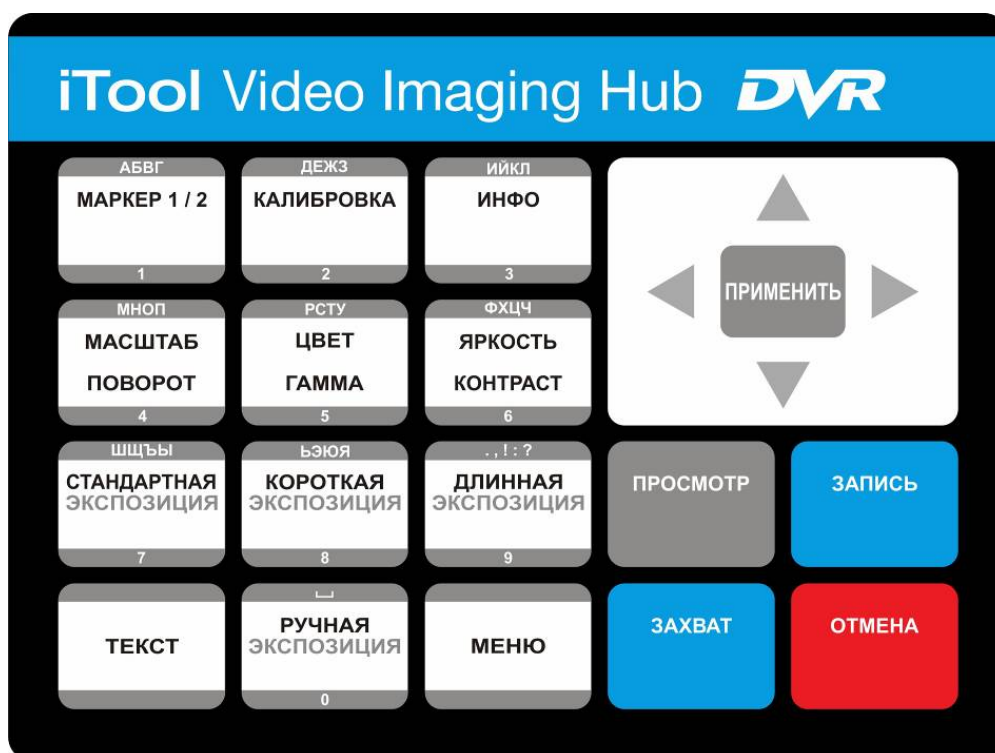 iTool Video Imaging Hub DVR
АБВГ
МАРКЕР 1 / 2
1
ДЕЖЗ
КАЛИБРОВКА
2
ИЙКЛ
ИНФО
3
ПРИМЕНИТЬ
МНОП
МАСШТАБ
ПОВОРОТ
4
РСТУ
ЦВЕТ
ГАММА
5
ФХЦЧ
ЯРКОСТЬ
КОНТРАСТ
6
ШЩЪЫ
СТАНДАРТНАЯ
ЭКСПОЗИЦИЯ
7
ЬЭЮЯ
КОРОТКАЯ
ЭКСПОЗИЦИЯ
8
. , ! : ?
ДЛИННАЯ
ЭКСПОЗИЦИЯ
9
ПРОСМОТР
ЗАПИСЬ
ТЕКСТ
РУЧНАЯ
ЭКСПОЗИЦИЯ
0
МЕНЮ
ЗАХВАТ
ОТМЕНА